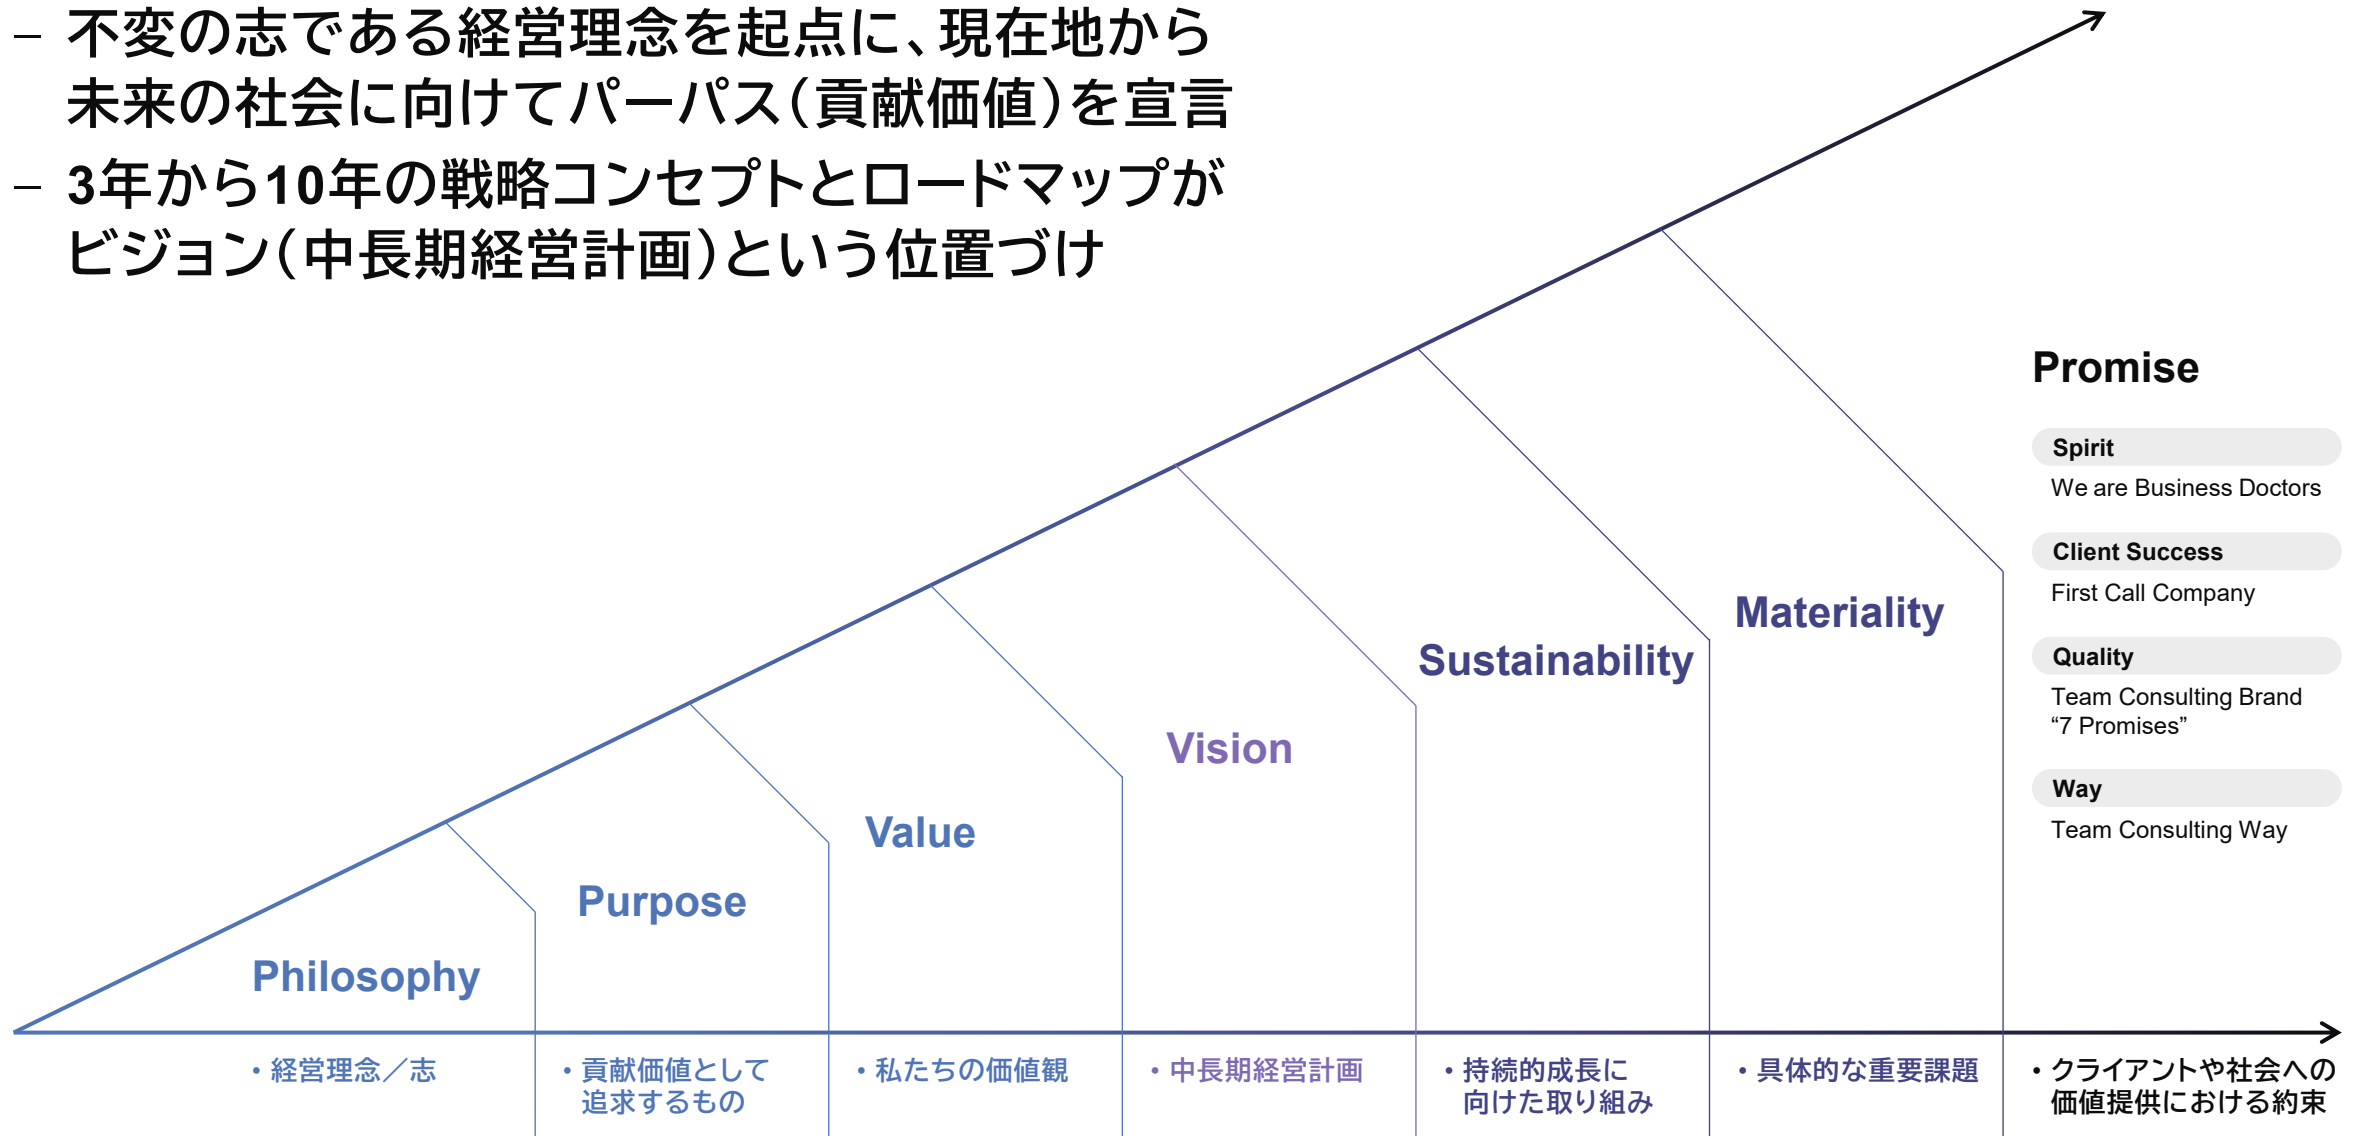 – 不変の志である経営理念を起点に、現在地から
未来の社会に向けてパーパス(貢献価値)を宣言
– 3年から10年の戦略コンセプトとロードマップが
ビジョン(中長期経営計画)という位置づけ
Philosophy
・経営理念／志
Purpose
・貢献価値として
追求するもの
Value
・私たちの価値観
Vision
・中長期経営計画
Sustainability
・持続的成長に
向けた取り組み
Materiality
・具体的な重要課題
Promise
Spirit
We are Business Doctors
Client Success
First Call Company
Quality
Team Consulting Brand
“7 Promises”
Way
Team Consulting Way
・クライアントや社会への
価値提供における約束